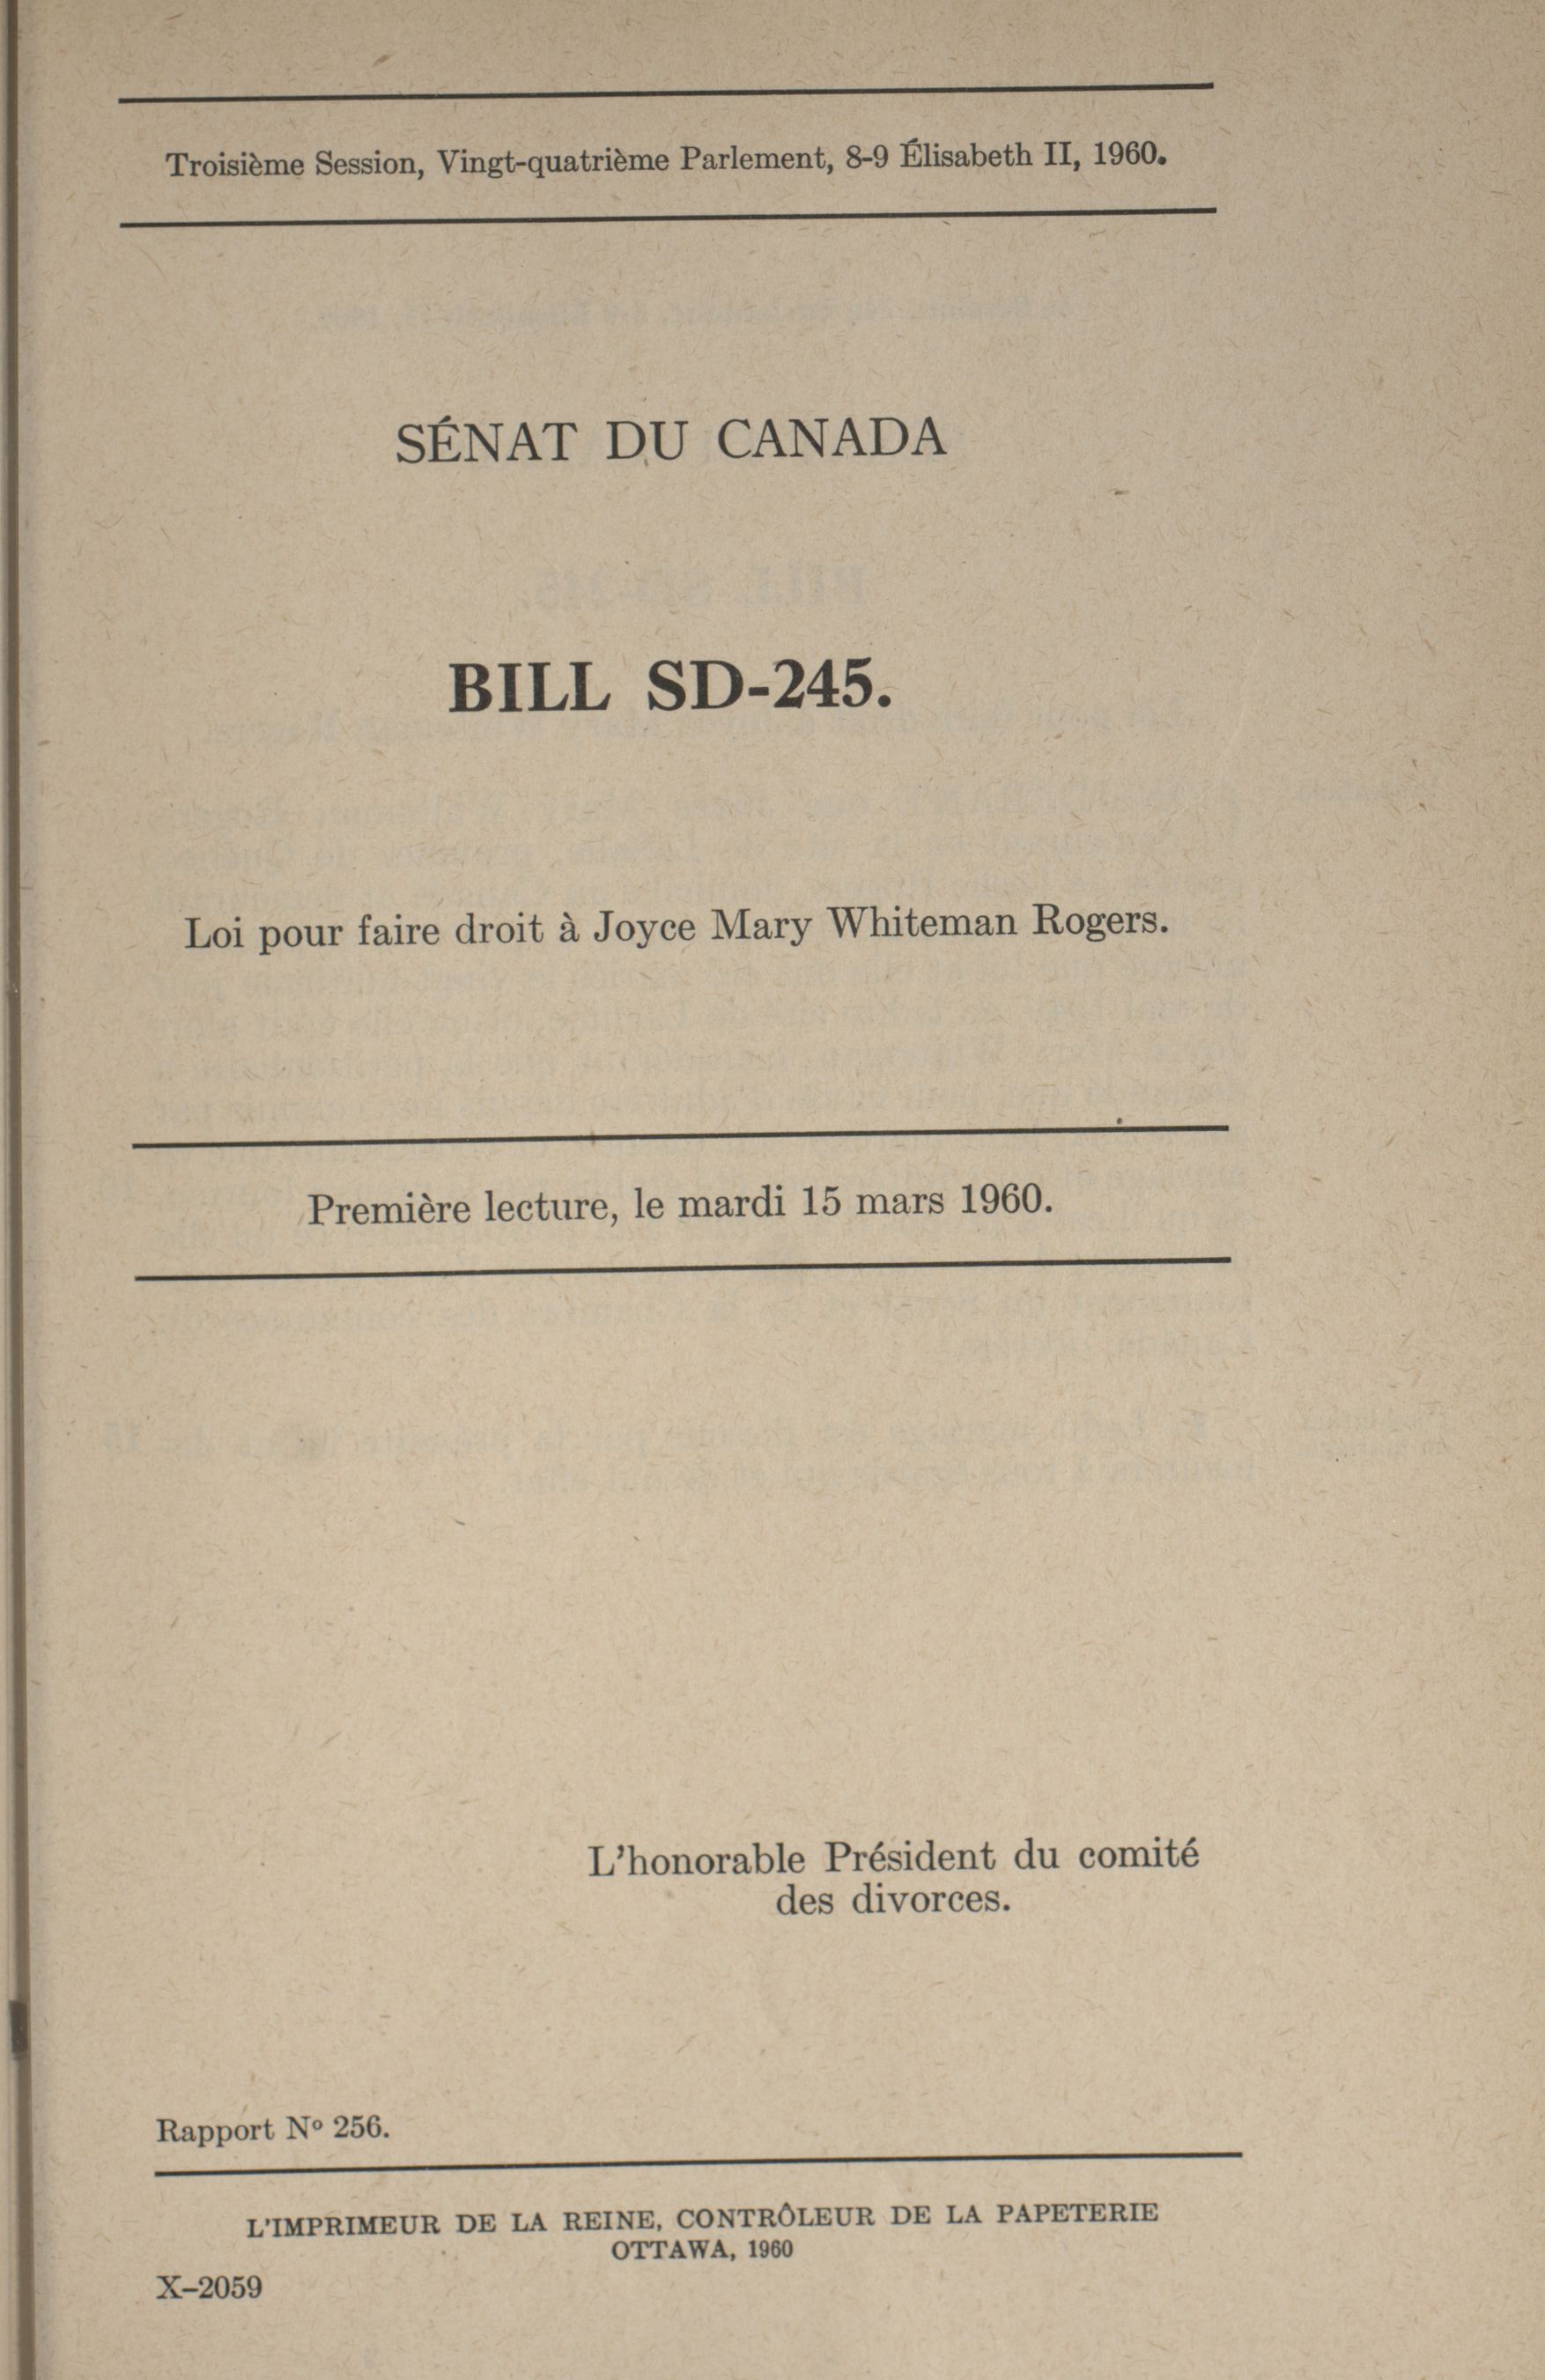 Troisième Session, Vingt-quatrième Parlement, 8-9 Élisabeth II, 1960.
SÉNAT DU CANADA
BILL SD-245.
Loi pour faire droit à Joyce Mary Whiteman Rogers.
Première lecture, le mardi 15 mars 1960.
L'honorable Président du comité
des divorces.
Rapport Nº 256.
L'IMPRIMEUR DE LA REINE, CONTRÔLEUR DE LA PAPETERIE
OTTAWA, 1960
X-2059